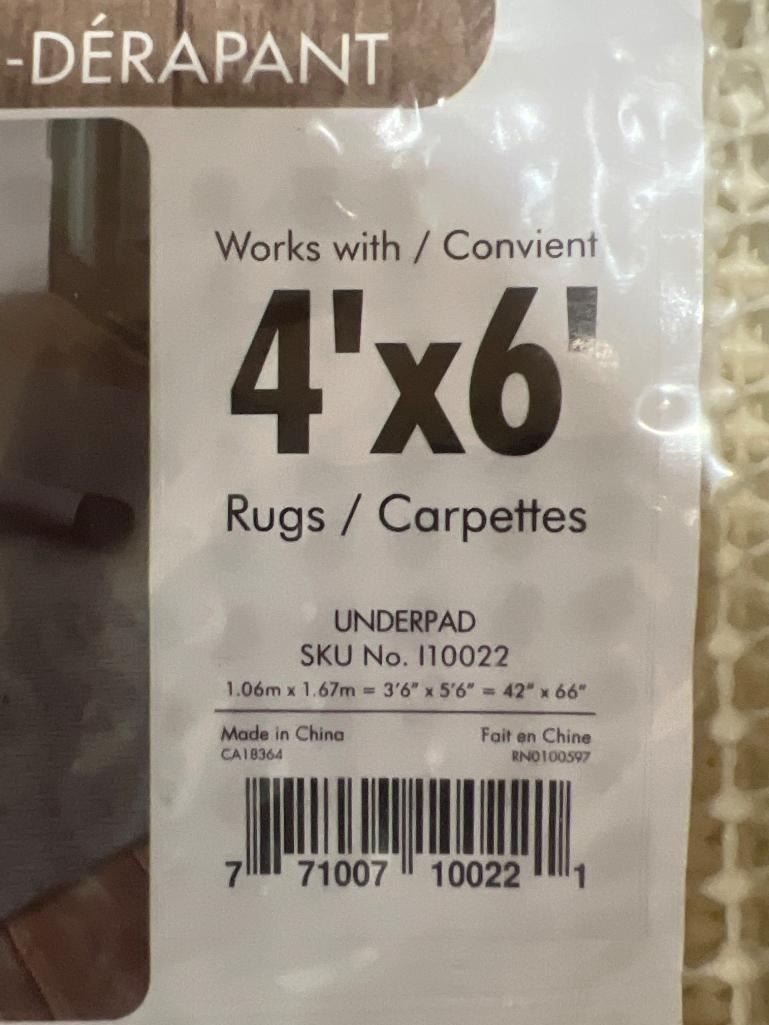 -DÉRAPANT
Works with / Convient
4'x6'
Rugs / Carpettes
UNDERPAD
SKU No. I10022
1.06m x 1.67m = 3'6" x 5'6" = 42" x 66"
Made in China Fait en Chine
CA18364 RN0100597
7 71007 10022 1